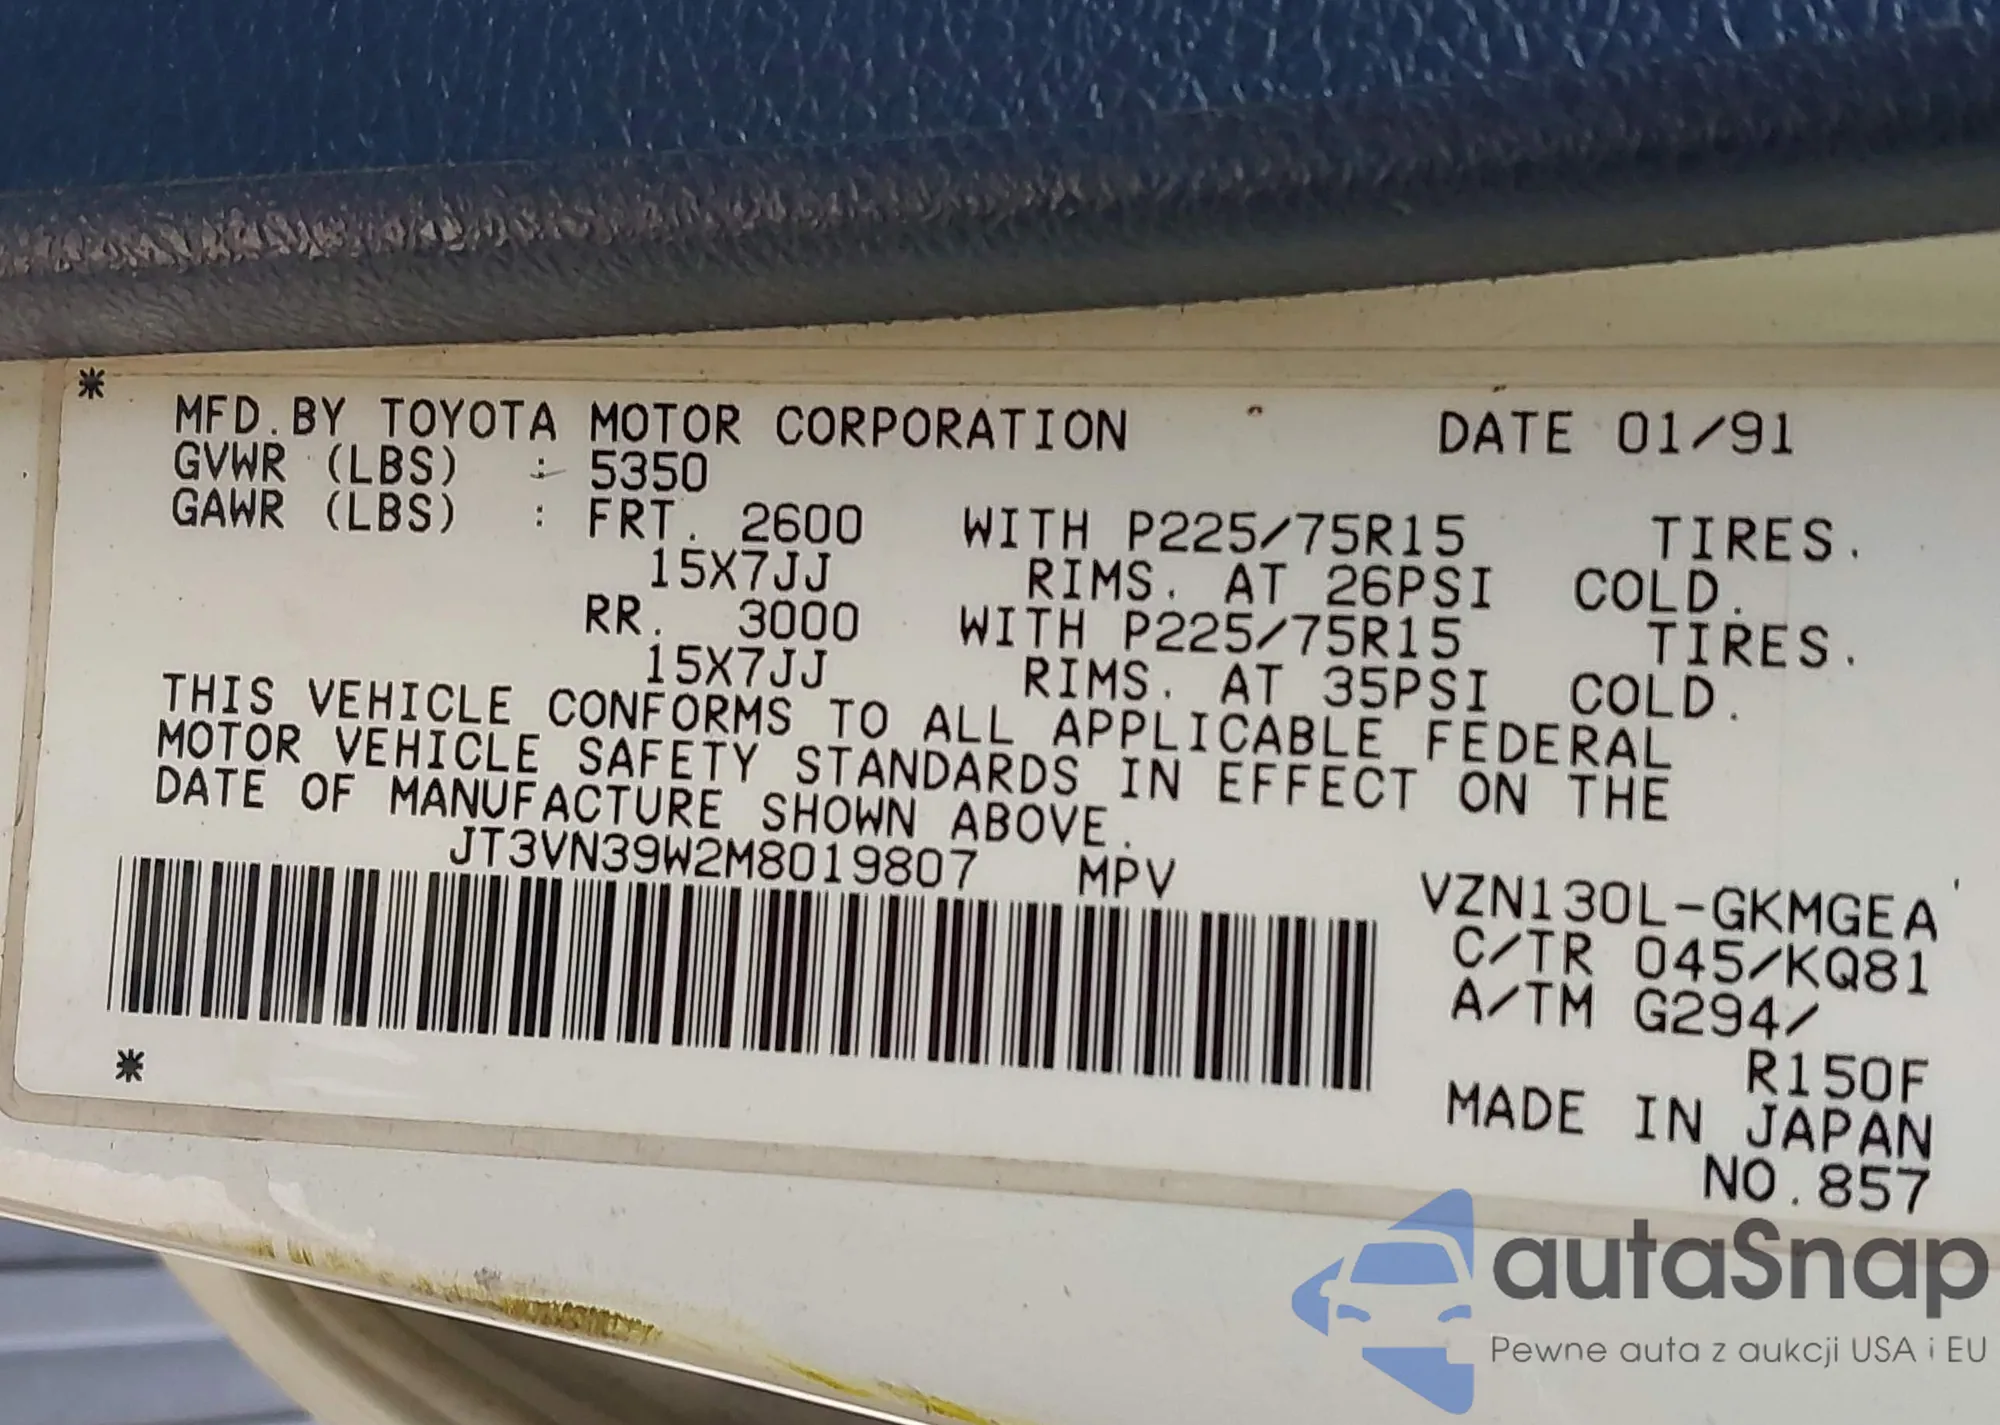 *
MFD.BY TOYOTA MOTOR CORPORATION DATE 01/91
GVWR (LBS) : 5350
GAWR (LBS) : FRT. 2600 WITH P225/75R15 TIRES.
15X7JJ RIMS. AT 26PSI COLD.
RR. 3000 WITH P225/75R15 TIRES.
15X7JJ RIMS. AT 35PSI COLD.
THIS VEHICLE CONFORMS TO ALL APPLICABLE FEDERAL
MOTOR VEHICLE SAFETY STANDARDS IN EFFECT ON THE
DATE OF MANUFACTURE SHOWN ABOVE.
JT3VN39W2M8019807 MPV
VZN130L-GKMGEA
C/TR 045/KQ81
A/TM G294/
R150F
MADE IN JAPAN
NO.857
*
autaSnap
Pewne auta z aukcji USA i EU